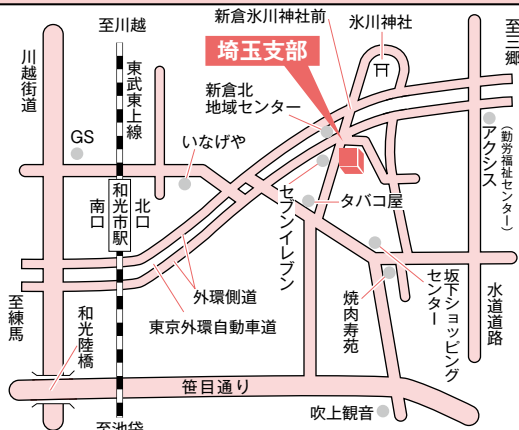 至川越
新倉氷川神社前
氷川神社
至三郷
川越街道
東武東上線
埼玉支部
新倉北
地域センター
GS
いなげや
アクシス
(勤労福祉センター)
和光市駅
北口
南口
セブンイレブン
タバコ屋
外環側道
東京外環自動車道
至練馬
和光陸橋
焼肉寿苑
坂下ショッピング
センター
水道道路
笹目通り
吹上観音
至池袋